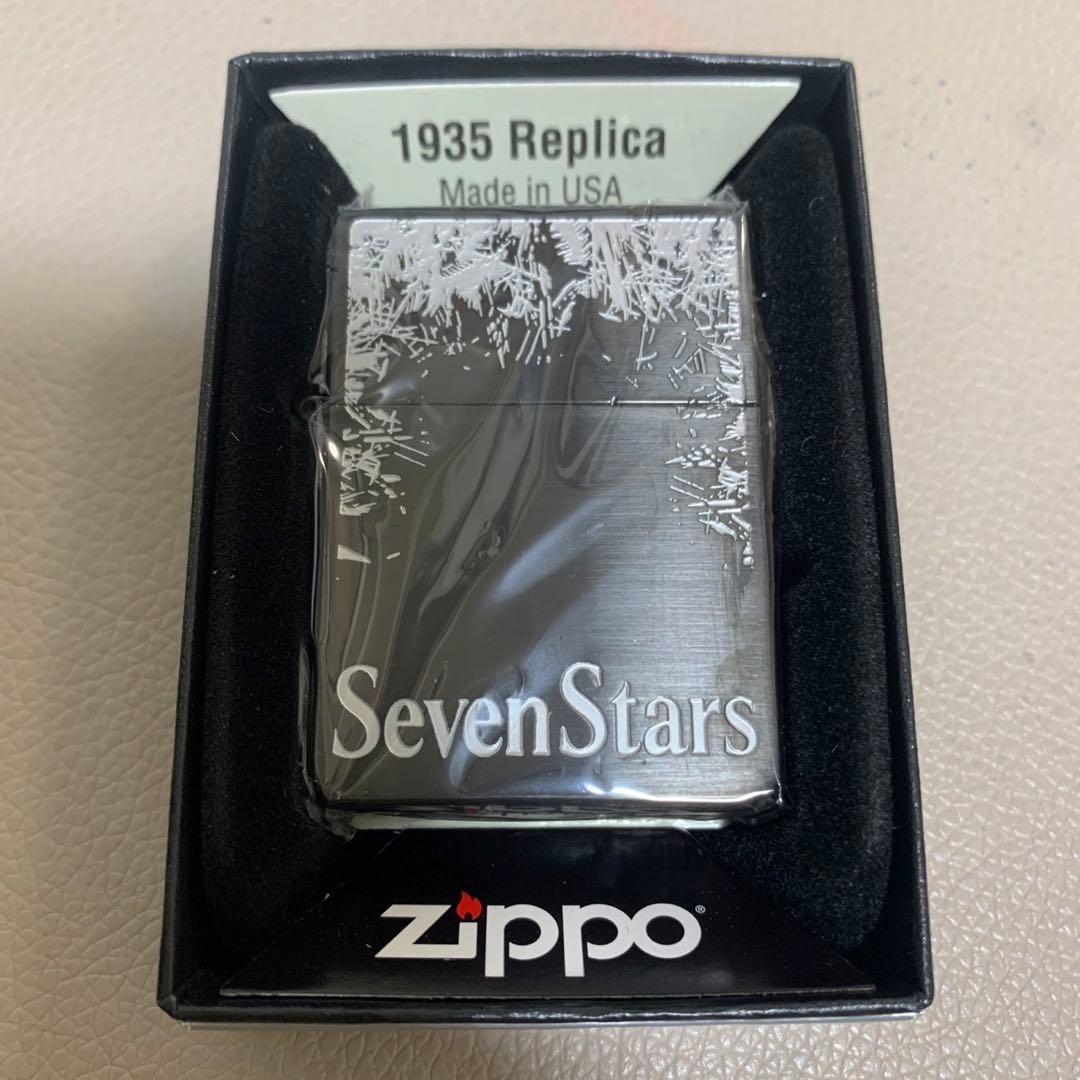 1935 Replica
Made in USA
Seven Stars
zippo®